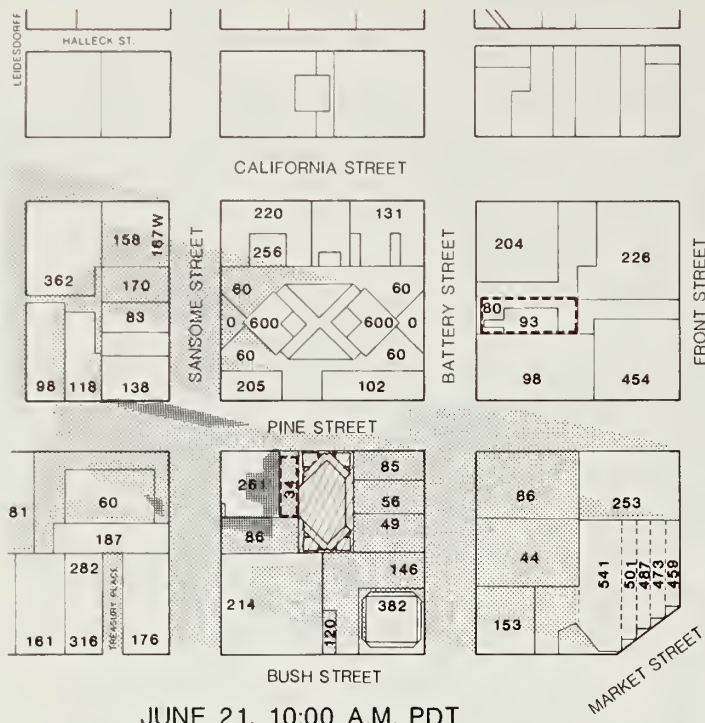 LEIDESDORFF
HALLECK ST.
CALIFORNIA STREET
220 131
158 167W
256
204 226
362 170
60 60
80
83
0 600 600 0
93
60 60
98 118 138
205 102
98 454
SANSOME STREET
BATTERY STREET
FRONT STREET
PINE STREET
261 34 85
86 253
60
81
56
86 49
187
44
282 146
541 501 487 473 459
214 382
153
TREASURY PLACE
120
161 316 176
BUSH STREET
MARKET STREET
JUNE 21, 10:00 A.M. PDT